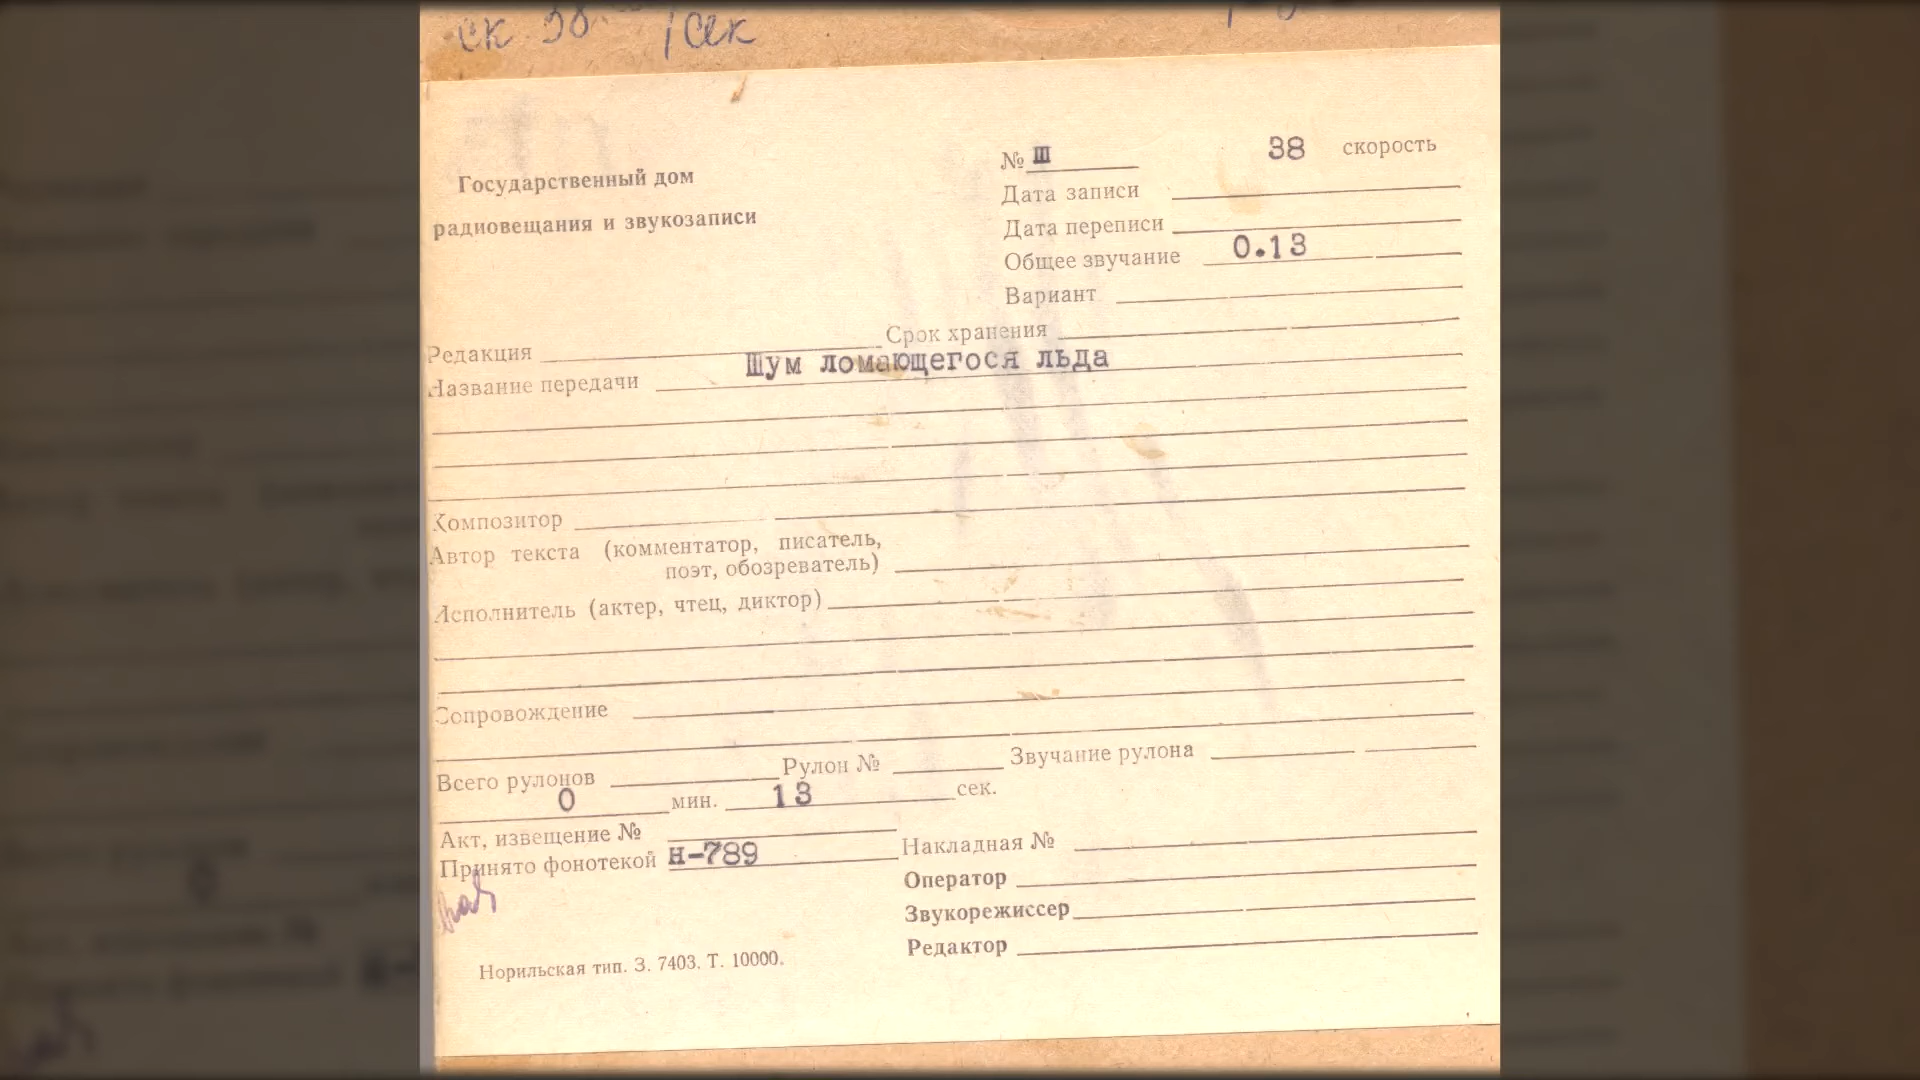 ск 38
1 сек
Государственный дом
радиовещания и звукозаписи
№ Ш 38 скорость
Дата записи
Дата переписи
Общее звучание 0.13
Вариант
Срок хранения
Редакция
Название передачи Шум ломающегося льда
Композитор
Автор текста (комментатор, писатель,
поэт, обозреватель)
Исполнитель (актер, чтец, диктор)
Сопровождение
Всего рулонов Рулон № Звучание рулона
0 мин. 13 сек.
Акт, извещение №
Принято фонотекой Н-789
Накладная №
Оператор
Звукорежиссер
Редактор
Норильская тип. З. 7403. Т. 10000.